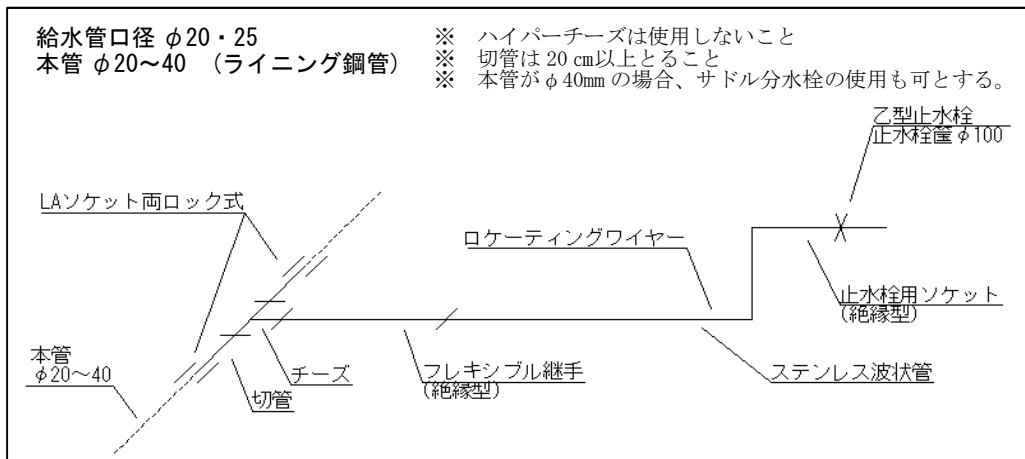 給水管口径 φ20・25
本管 φ20～40 （ライニング鋼管）
※ ハイパーチーズは使用しないこと
※ 切管は 20 ㎝以上とること
※ 本管がφ40㎜ の場合、サドル分水栓の使用も可とする。
乙型止水栓
止水栓筐φ100
LAソケット両ロック式
ロケーティングワイヤー
止水栓用ソケット
(絶縁型)
本管
φ20～40
チーズ
フレキシブル継手
(絶縁型)
ステンレス波状管
切管